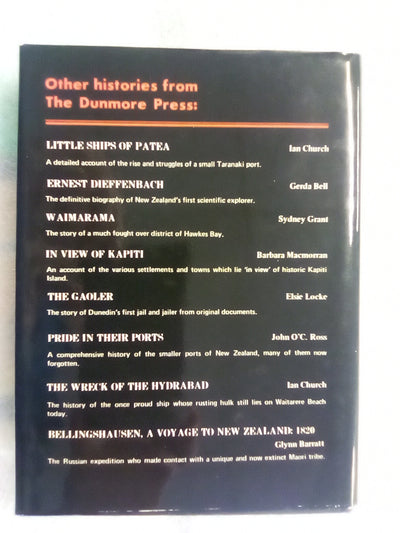 Other histories from
The Dunmore Press:
LITTLE SHIPS OF PATEA Ian Church
A detailed account of the rise and struggles of a small Taranaki port.
ERNEST DIEFFENBACH Gerda Bell
The definitive biography of New Zealand's first scientific explorer.
WAIMARAMA Sydney Grant
The story of a much fought over district of Hawkes Bay.
IN VIEW OF KAPITI Barbara Macmorran
An account of the various settlements and towns which lie 'in view' of historic Kapiti
Island.
THE GAOLER Elsie Locke
The story of Dunedin's first jail and jailer from original documents.
PRIDE IN THEIR PORTS John O'C. Ross
A comprehensive history of the smaller ports of New Zealand, many of them now
forgotten.
THE WRECK OF THE HYDRABAD Ian Church
The history of the once proud ship whose rusting hulk still lies on Waitarere Beach
today.
BELLINGSHAUSEN, A VOYAGE TO NEW ZEALAND: 1820
Glynn Barratt
The Russian expedition who made contact with a unique and now extinct Maori tribe.